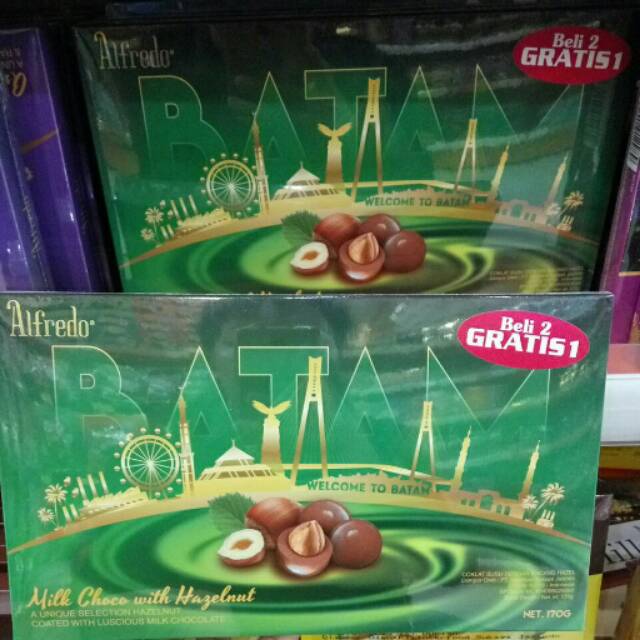 Alfredo
Beli 2
GRATIS 1
BATAM
WELCOME TO BATAM
Alfredo
Beli 2
GRATIS 1
BATAM
WELCOME TO BATAM
Milk Choco with Hazelnut
A UNIQUE SELECTION HAZELNUT
COATED WITH LUSCIOUS MILK CHOCOLATE
NET. 170G